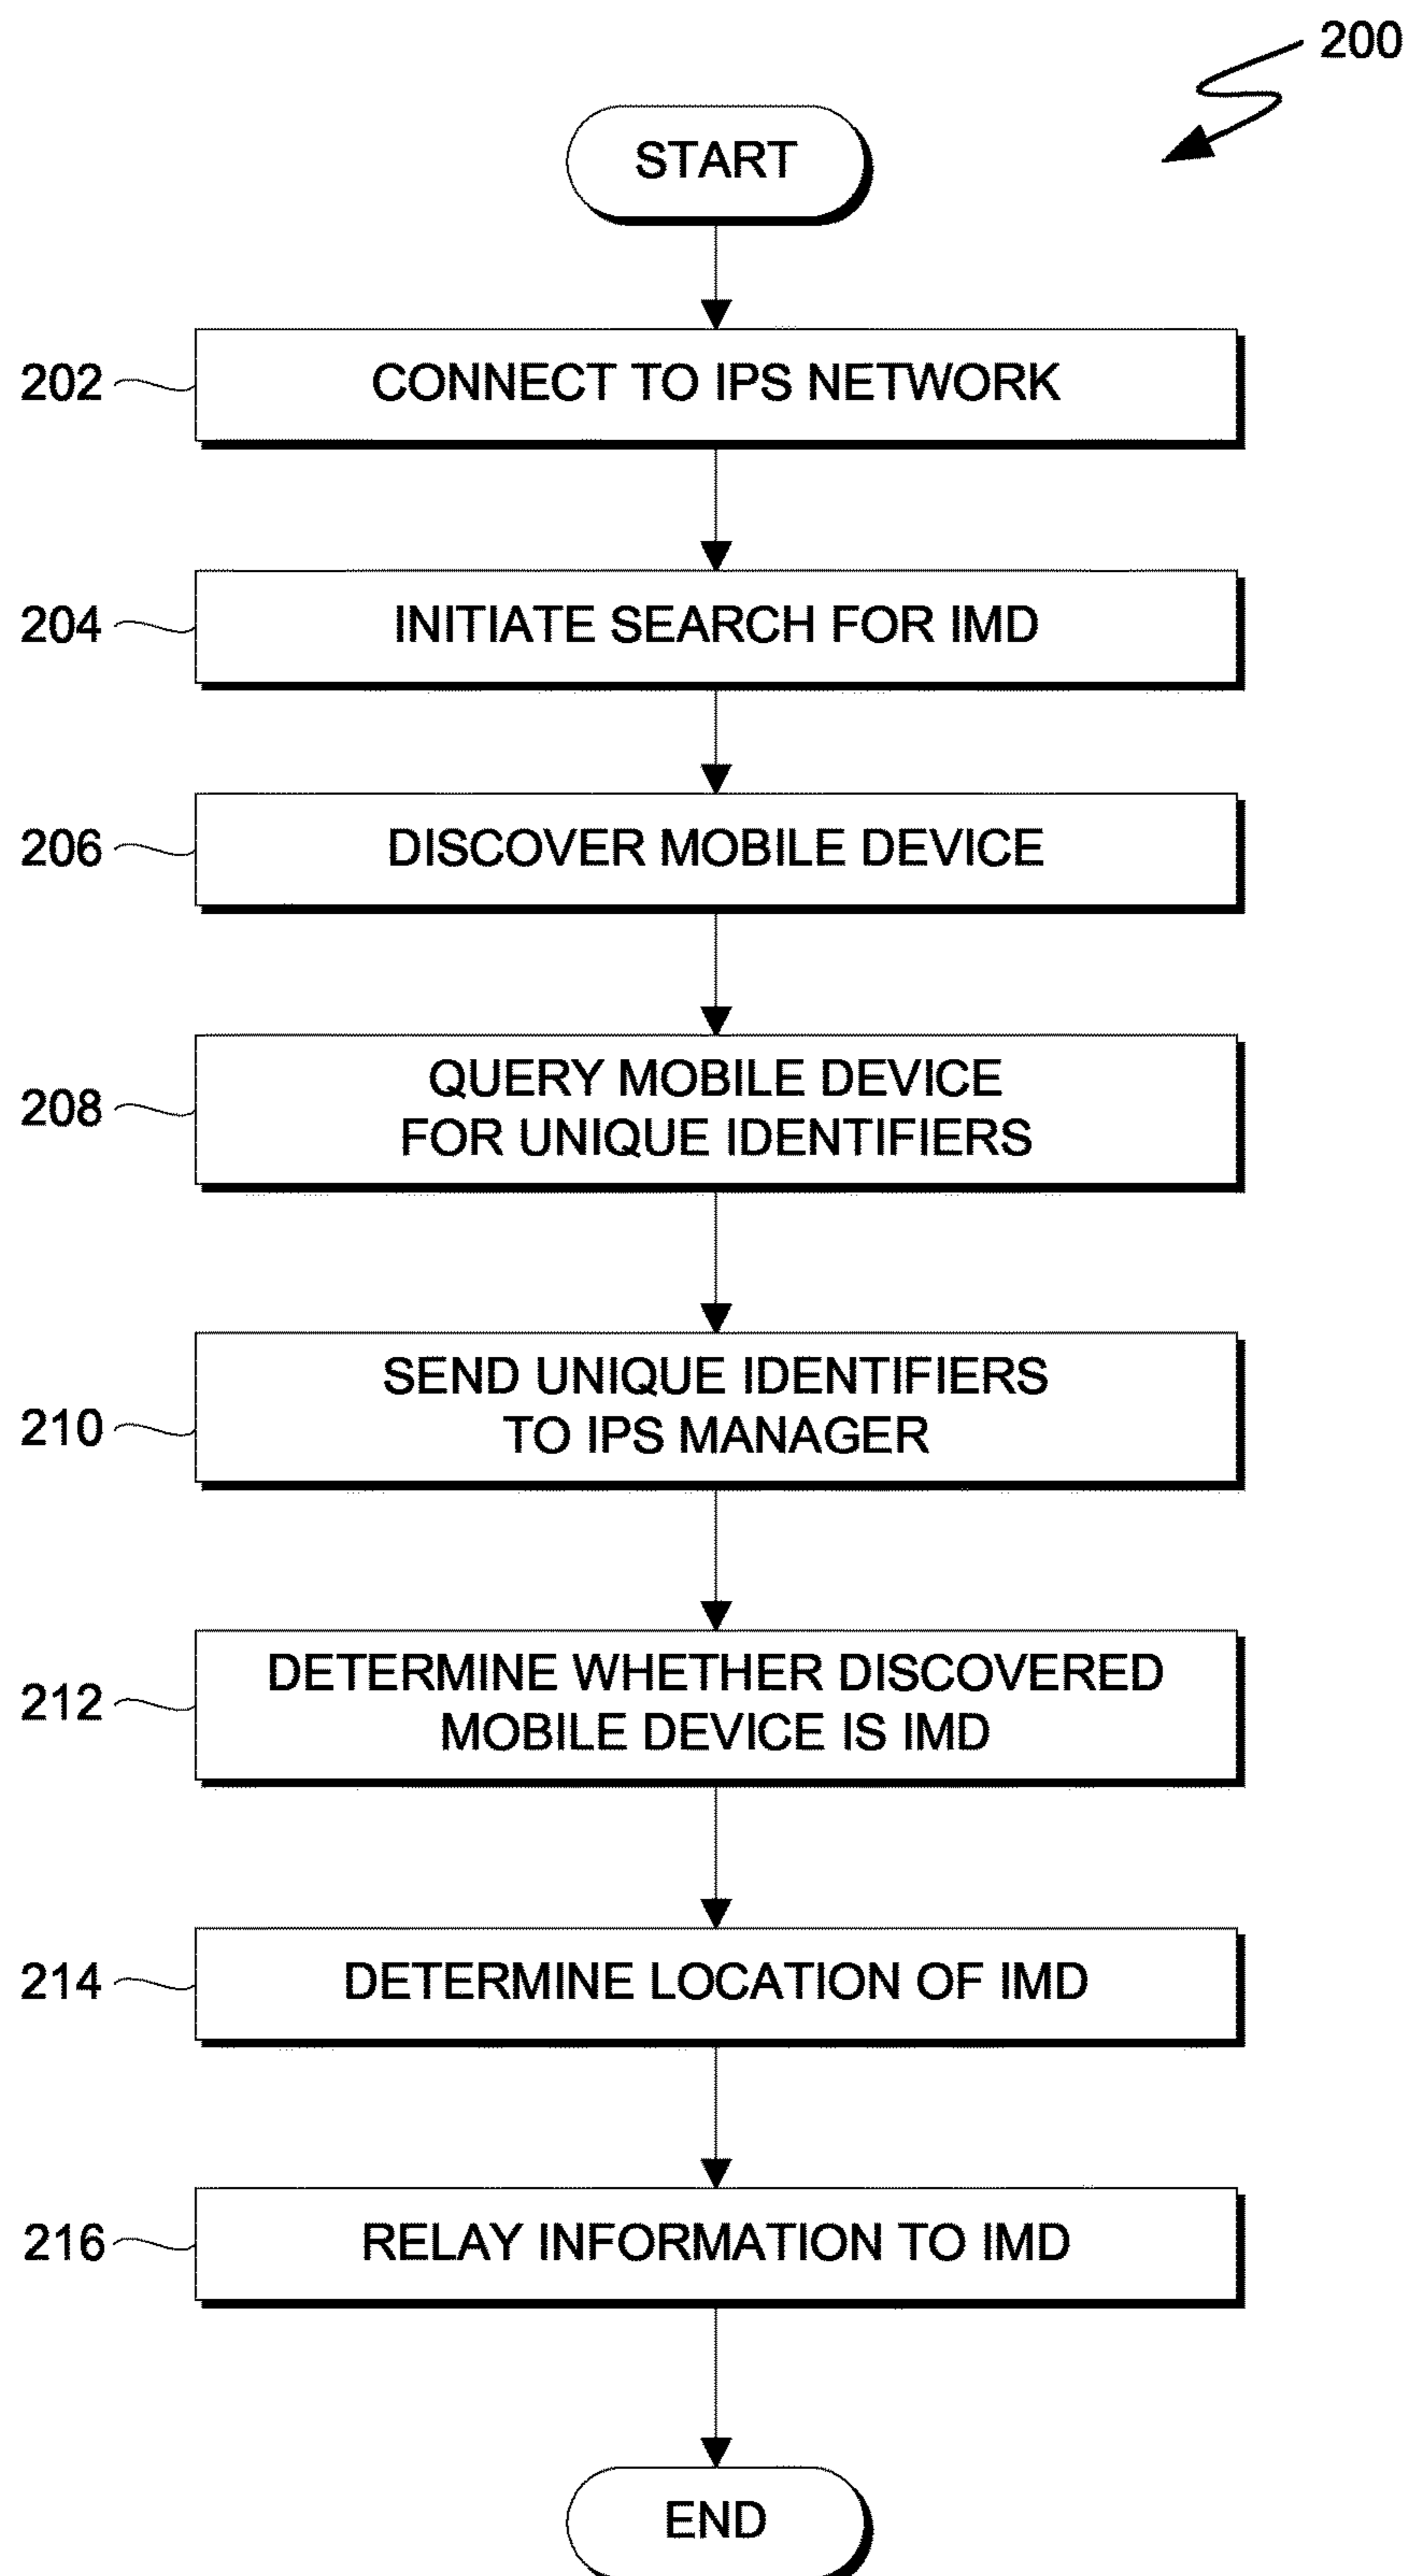 200
START
202 CONNECT TO IPS NETWORK
204 INITIATE SEARCH FOR IMD
206 DISCOVER MOBILE DEVICE
208 QUERY MOBILE DEVICE
FOR UNIQUE IDENTIFIERS
210 SEND UNIQUE IDENTIFIERS
TO IPS MANAGER
212 DETERMINE WHETHER DISCOVERED
MOBILE DEVICE IS IMD
214 DETERMINE LOCATION OF IMD
216 RELAY INFORMATION TO IMD
END